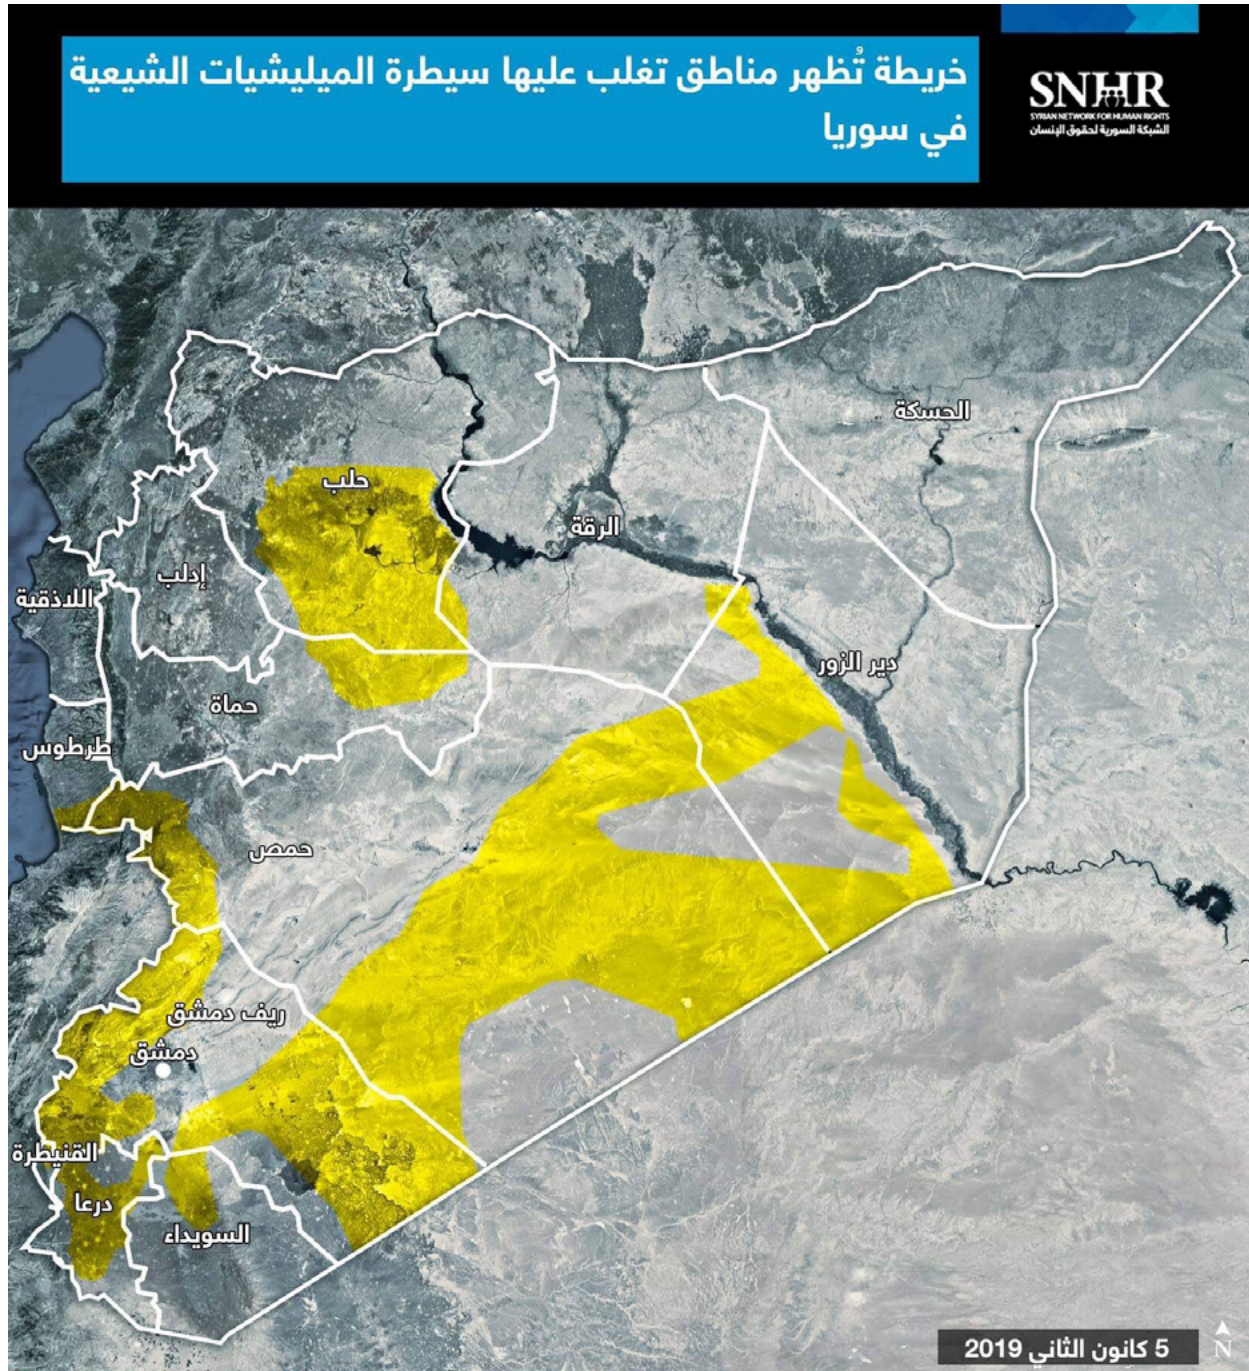 خريطة تُظهر مناطق تغلب عليها سيطرة الميليشيات الشيعية
في سوريا
SNHR
SYRIAN NETWORK FOR HUMAN RIGHTS
الشبكة السورية لحقوق الإنسان
الحسكة
حلب
الرقة
إدلب
اللاذقية
دير الزور
حماة
طرطوس
حمص
ريف دمشق
دمشق
القنيطرة
درعا
السويداء
5 كانون الثاني 2019
N